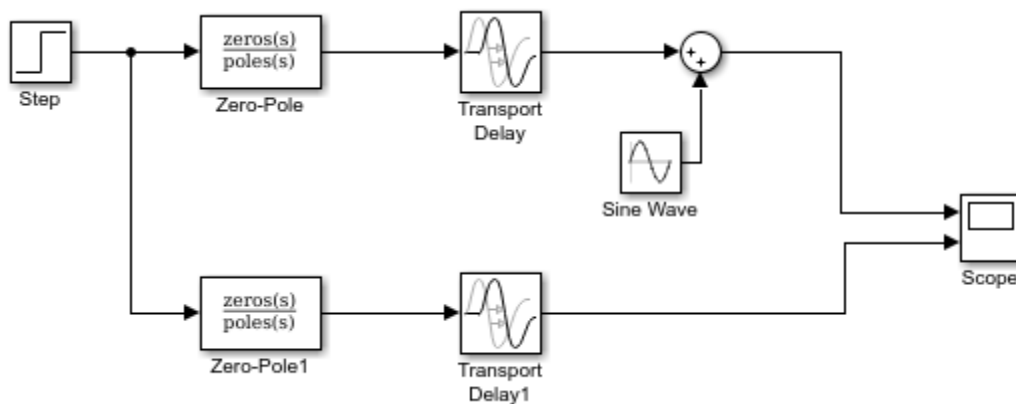 zeros(s)
poles(s)
Step
Zero-Pole
Transport
Delay
+
+
Sine Wave
Scope
zeros(s)
poles(s)
Zero-Pole1
Transport
Delay1